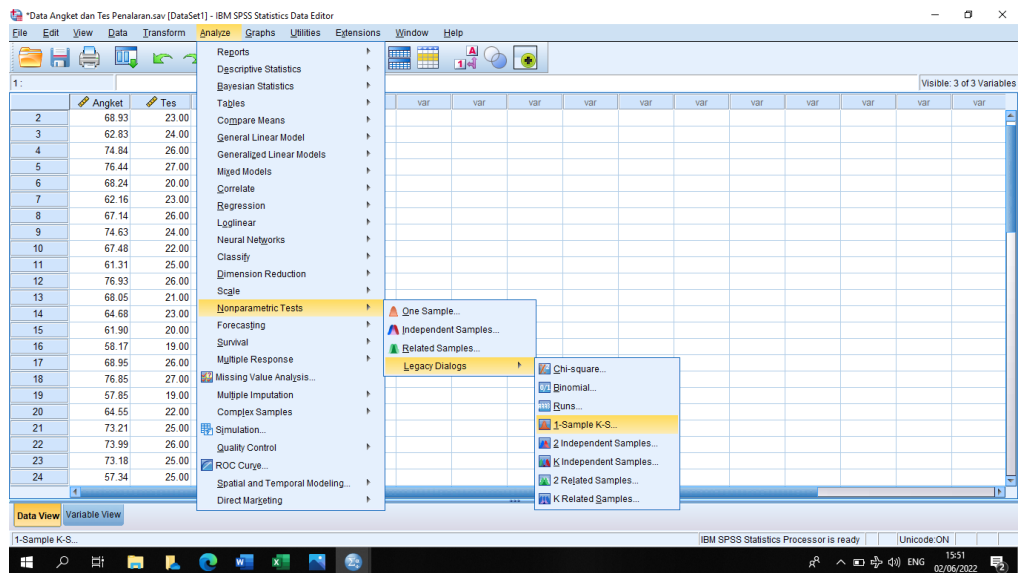 *Data Angket dan Tes Penalaran.sav [DataSet1] - IBM SPSS Statistics Data Editor
File Edit View Data Transform Analyze Graphs Utilities Extensions Window Help
1 :
Visible: 3 of 3 Variables
Angket Tes var var var var var var var var var var var
2 68.93 23.00
3 62.83 24.00
4 74.84 26.00
5 76.44 27.00
6 68.24 20.00
7 62.16 23.00
8 67.14 26.00
9 74.63 24.00
10 67.48 22.00
11 61.31 25.00
12 76.93 26.00
13 68.05 21.00
14 64.68 23.00
15 61.90 20.00
16 58.17 19.00
17 68.95 26.00
18 76.85 27.00
19 57.85 19.00
20 64.55 22.00
21 73.21 25.00
22 73.99 26.00
23 73.18 25.00
24 57.34 25.00
Reports
Descriptive Statistics
Bayesian Statistics
Tables
Compare Means
General Linear Model
Generalized Linear Models
Mixed Models
Correlate
Regression
Loglinear
Neural Networks
Classify
Dimension Reduction
Scale
Nonparametric Tests
Forecasting
Survival
Multiple Response
Missing Value Analysis...
Multiple Imputation
Complex Samples
Simulation...
Quality Control
ROC Curve...
Spatial and Temporal Modeling...
Direct Marketing
One Sample...
Independent Samples...
Related Samples...
Legacy Dialogs
Chi-square...
Binomial...
Runs...
1-Sample K-S...
2 Independent Samples...
K Independent Samples...
2 Related Samples...
K Related Samples...
Data View Variable View
1-Sample K-S...
IBM SPSS Statistics Processor is ready
Unicode:ON
ENG
15:51
02/06/2022